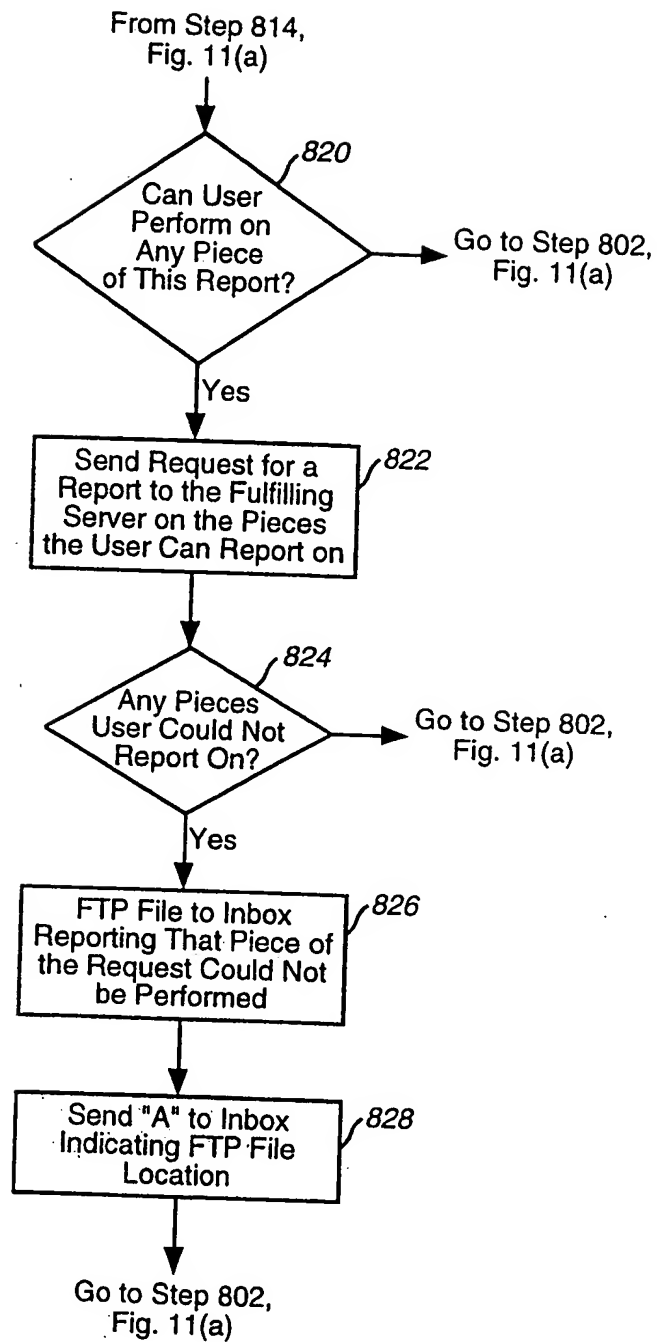 From Step 814,
Fig. 11(a)
820
Can User
Perform on
Any Piece
of This Report?
Go to Step 802,
Fig. 11(a)
Yes
Send Request for a
Report to the Fulfilling
Server on the Pieces
the User Can Report on
822
824
Any Pieces
User Could Not
Report On?
Go to Step 802,
Fig. 11(a)
Yes
FTP File to Inbox
Reporting That Piece of
the Request Could Not
be Performed
826
Send "A" to Inbox
Indicating FTP File
Location
828
Go to Step 802,
Fig. 11(a)